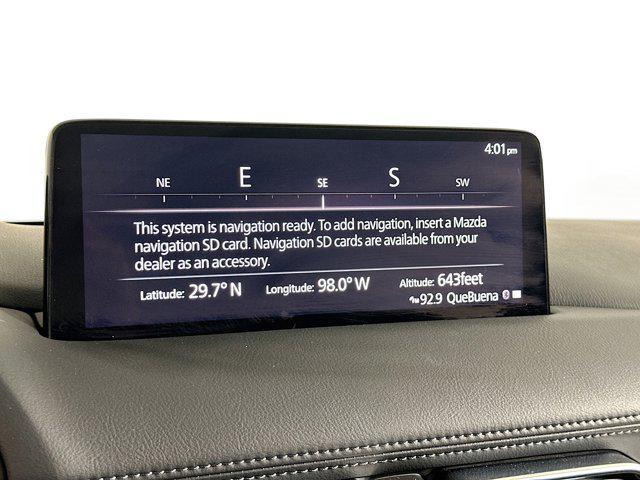 4:01 pm
NE E SE S SW
This system is navigation ready. To add navigation, insert a Mazda
navigation SD card. Navigation SD cards are available from your
dealer as an accessory.
Latitude: 29.7° N Longitude: 98.0° W Altitude: 643feet
92.9 QueBuena